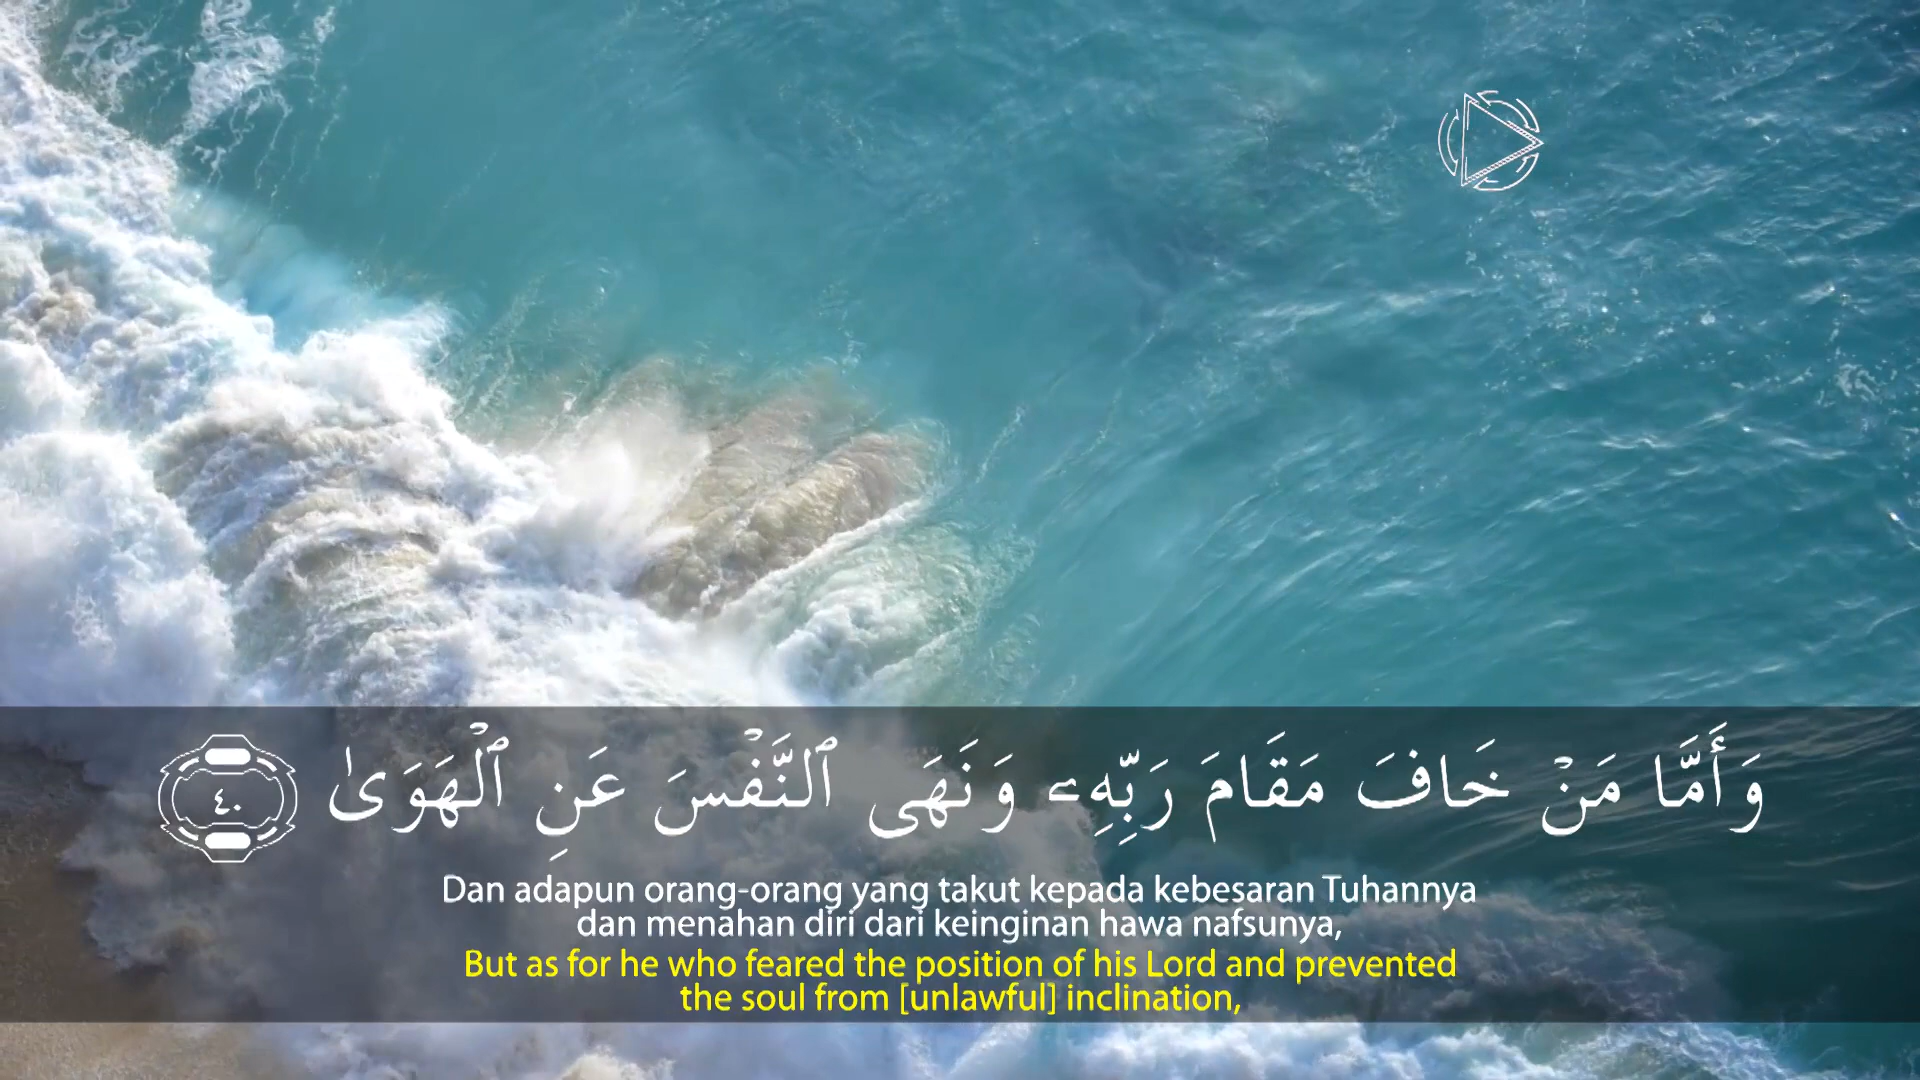 وَأَمَّا مَنْ خَافَ مَقَامَ رَبِّهِۦ وَنَهَى ٱلنَّفْسَ عَنِ ٱلْهَوَىٰ ٤٠
Dan adapun orang-orang yang takut kepada kebesaran Tuhannya
dan menahan diri dari keinginan hawa nafsunya,
But as for he who feared the position of his Lord and prevented
the soul from [unlawful] inclination,